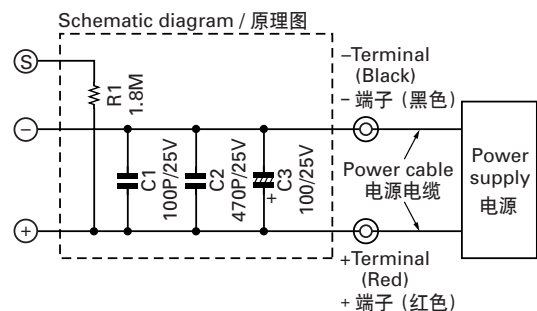 Schematic diagram / 原理图
S
R1
1.8M
–Terminal
(Black)
– 端子 (黑色)
–
C1
100P/25V
C2
470P/25V
+
C3
100/25V
Power cable
电源电缆
Power
supply
电源
+
+Terminal
(Red)
+ 端子 (红色)